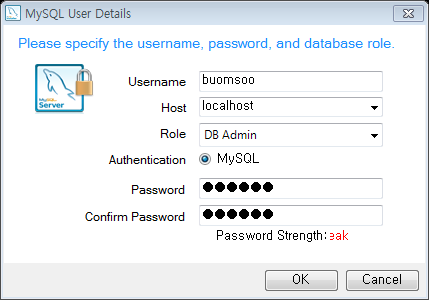 MySQL User Details
Please specify the username, password, and database role.
MySQL
Server
Username buomsoo
Host localhost
Role DB Admin
Authentication MySQL
Password ●●●●●●
Confirm Password ●●●●●●
Password Strength: eak
OK Cancel